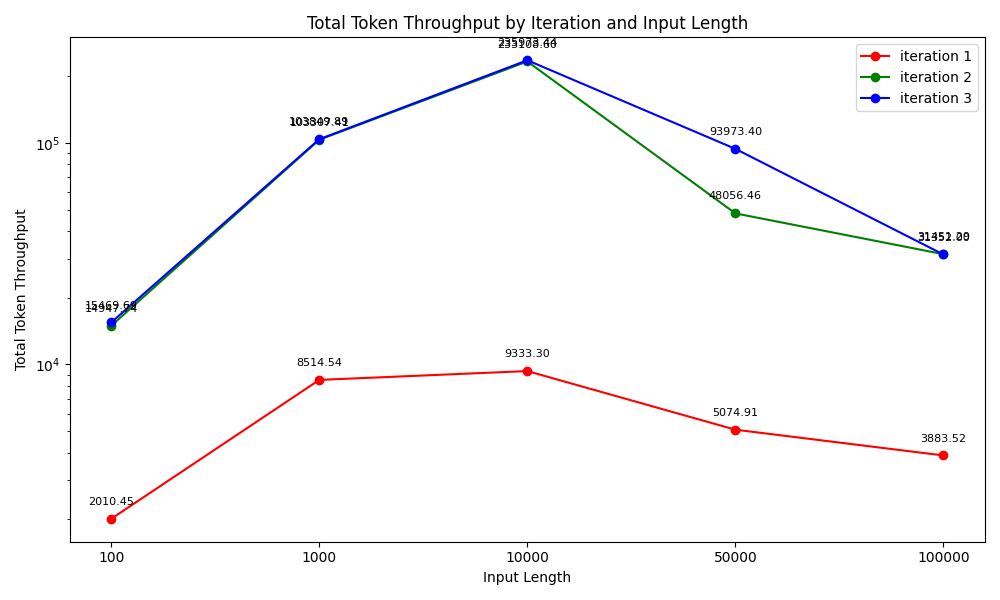 Total Token Throughput by Iteration and Input Length
iteration 1
iteration 2
iteration 3
93973.40
48056.46
8514.54
9333.30
5074.91
3883.52
2010.45
10^5
10^4
Total Token Throughput
100 1000 10000 50000 100000
Input Length